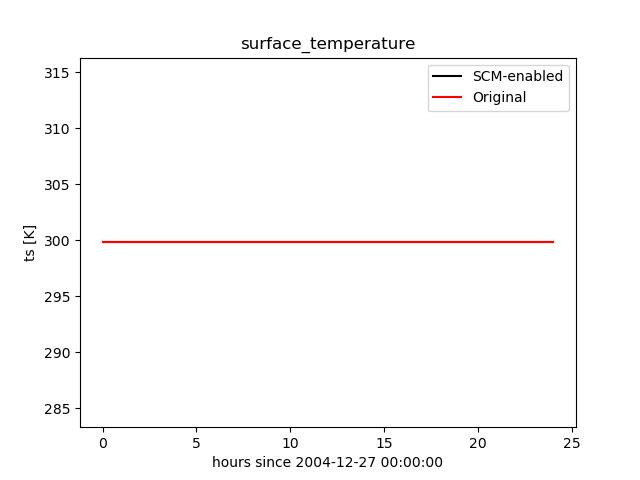 surface_temperature
SCM-enabled
Original
315
310
305
300
295
290
285
ts [K]
0 5 10 15 20 25
hours since 2004-12-27 00:00:00